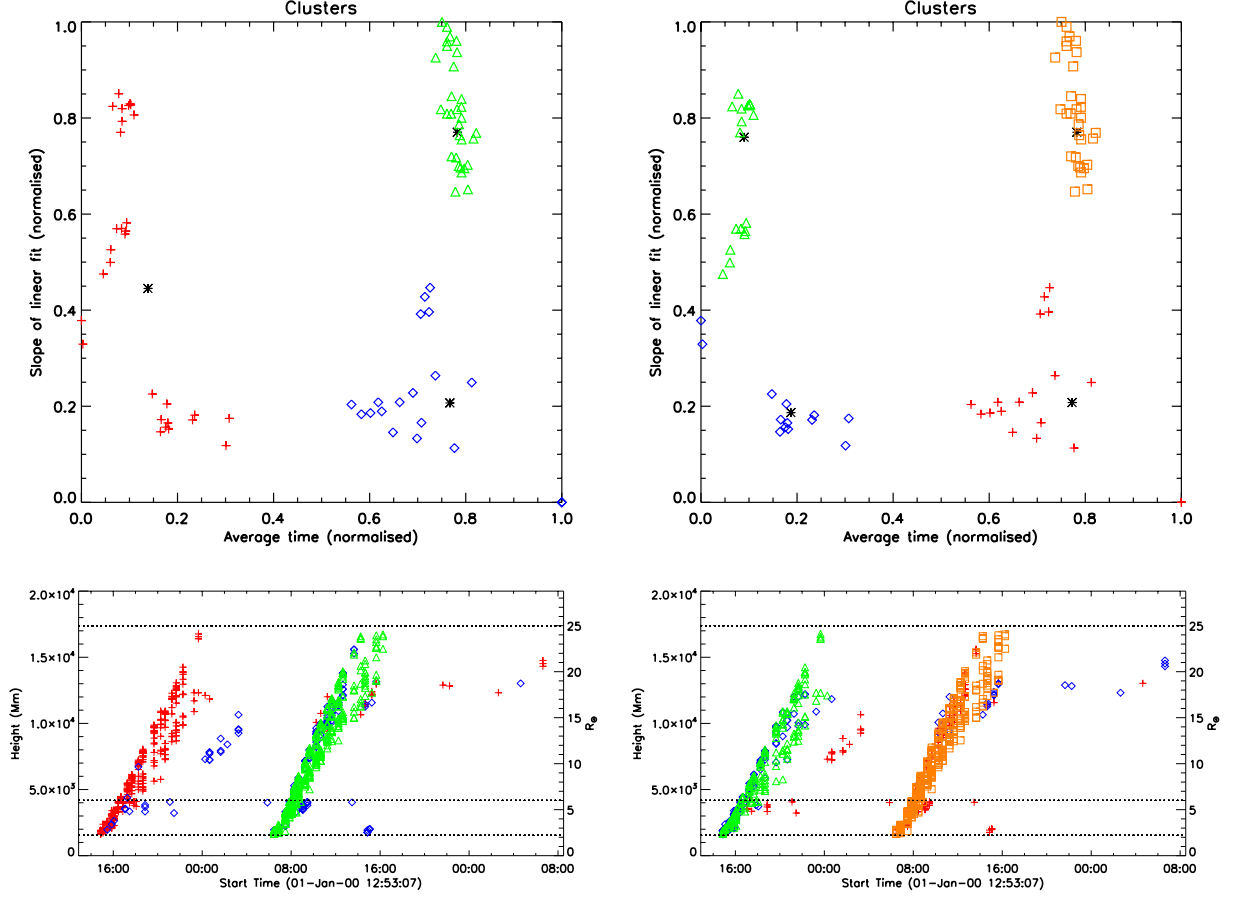 Clusters
1.0
0.8
0.6
0.4
0.2
0.0
Slope of linear fit (normalised)
0.0 0.2 0.4 0.6 0.8 1.0
Average time (normalised)
Clusters
1.0
0.8
0.6
0.4
0.2
0.0
Slope of linear fit (normalised)
0.0 0.2 0.4 0.6 0.8 1.0
Average time (normalised)
2.0×10⁴
1.5×10⁴
1.0×10⁴
5.0×10³
0
Height (Mm)
25
20
15
10
5
0
R⊙
16:00 00:00 08:00 16:00 00:00 08:00
Start Time (01-Jan-00 12:53:07)
2.0×10⁴
1.5×10⁴
1.0×10⁴
5.0×10³
0
Height (Mm)
25
20
15
10
5
0
R⊙
16:00 00:00 08:00 16:00 00:00 08:00
Start Time (01-Jan-00 12:53:07)